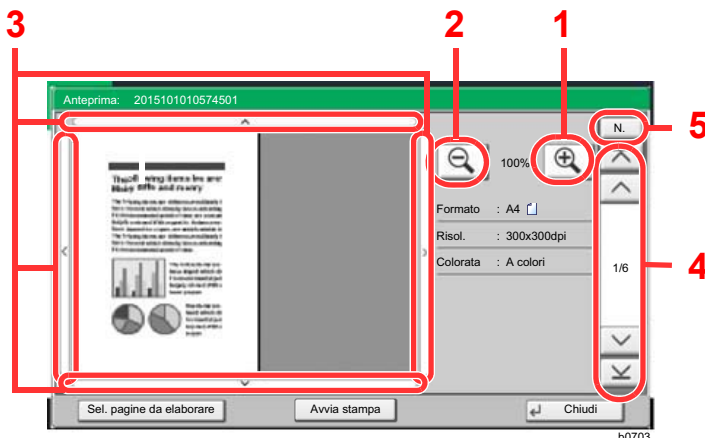 3
2
1
Anteprima: 2015101010574501
5
N.
100%
Formato : A4
Risol. : 300x300dpi
Colorata : A colori
4
1/6
Sel. pagine da elaborare
Avvia stampa
Chiudi
b0703